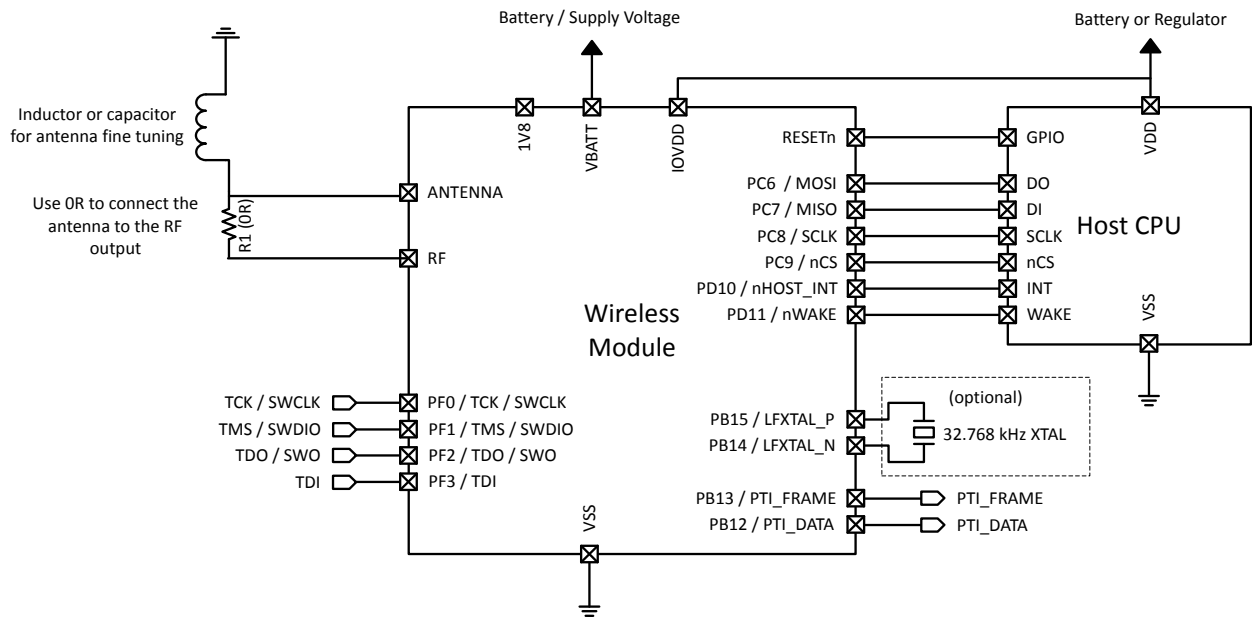 Battery / Supply Voltage
Battery or Regulator
Inductor or capacitor
for antenna fine tuning
Use 0R to connect the
antenna to the RF
output
R1 (0R)
1V8
VBATT
IOVDD
ANTENNA
RF
Wireless
Module
RESETn
PC6 / MOSI
PC7 / MISO
PC8 / SCLK
PC9 / nCS
PD10 / nHOST_INT
PD11 / nWAKE
VDD
GPIO
DO
DI
SCLK
nCS
INT
WAKE
Host CPU
VSS
TCK / SWCLK
TMS / SWDIO
TDO / SWO
TDI
PF0 / TCK / SWCLK
PF1 / TMS / SWDIO
PF2 / TDO / SWO
PF3 / TDI
VSS
PB15 / LFXTAL_P
PB14 / LFXTAL_N
(optional)
32.768 kHz XTAL
PB13 / PTI_FRAME
PB12 / PTI_DATA
PTI_FRAME
PTI_DATA